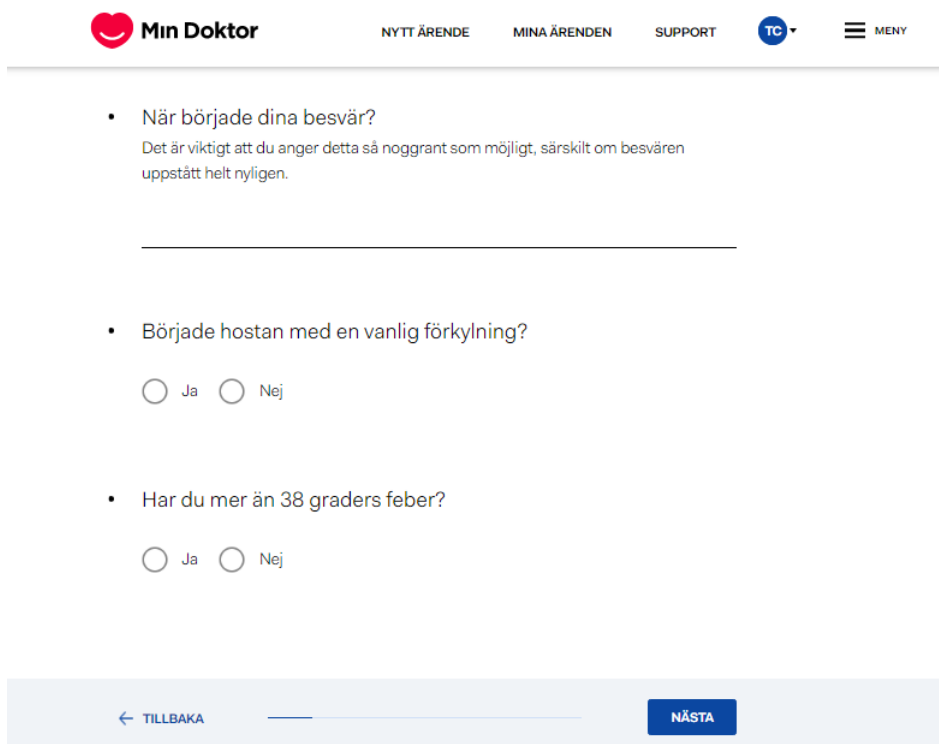 Min Doktor NYTT ÄRENDE MINA ÄRENDEN SUPPORT TC MENY
• När började dina besvär?
Det är viktigt att du anger detta så noggrant som möjligt, särskilt om besvären
uppstått helt nyligen.
• Började hostan med en vanlig förkylning?
Ja Nej
• Har du mer än 38 graders feber?
Ja Nej
← TILLBAKA NÄSTA